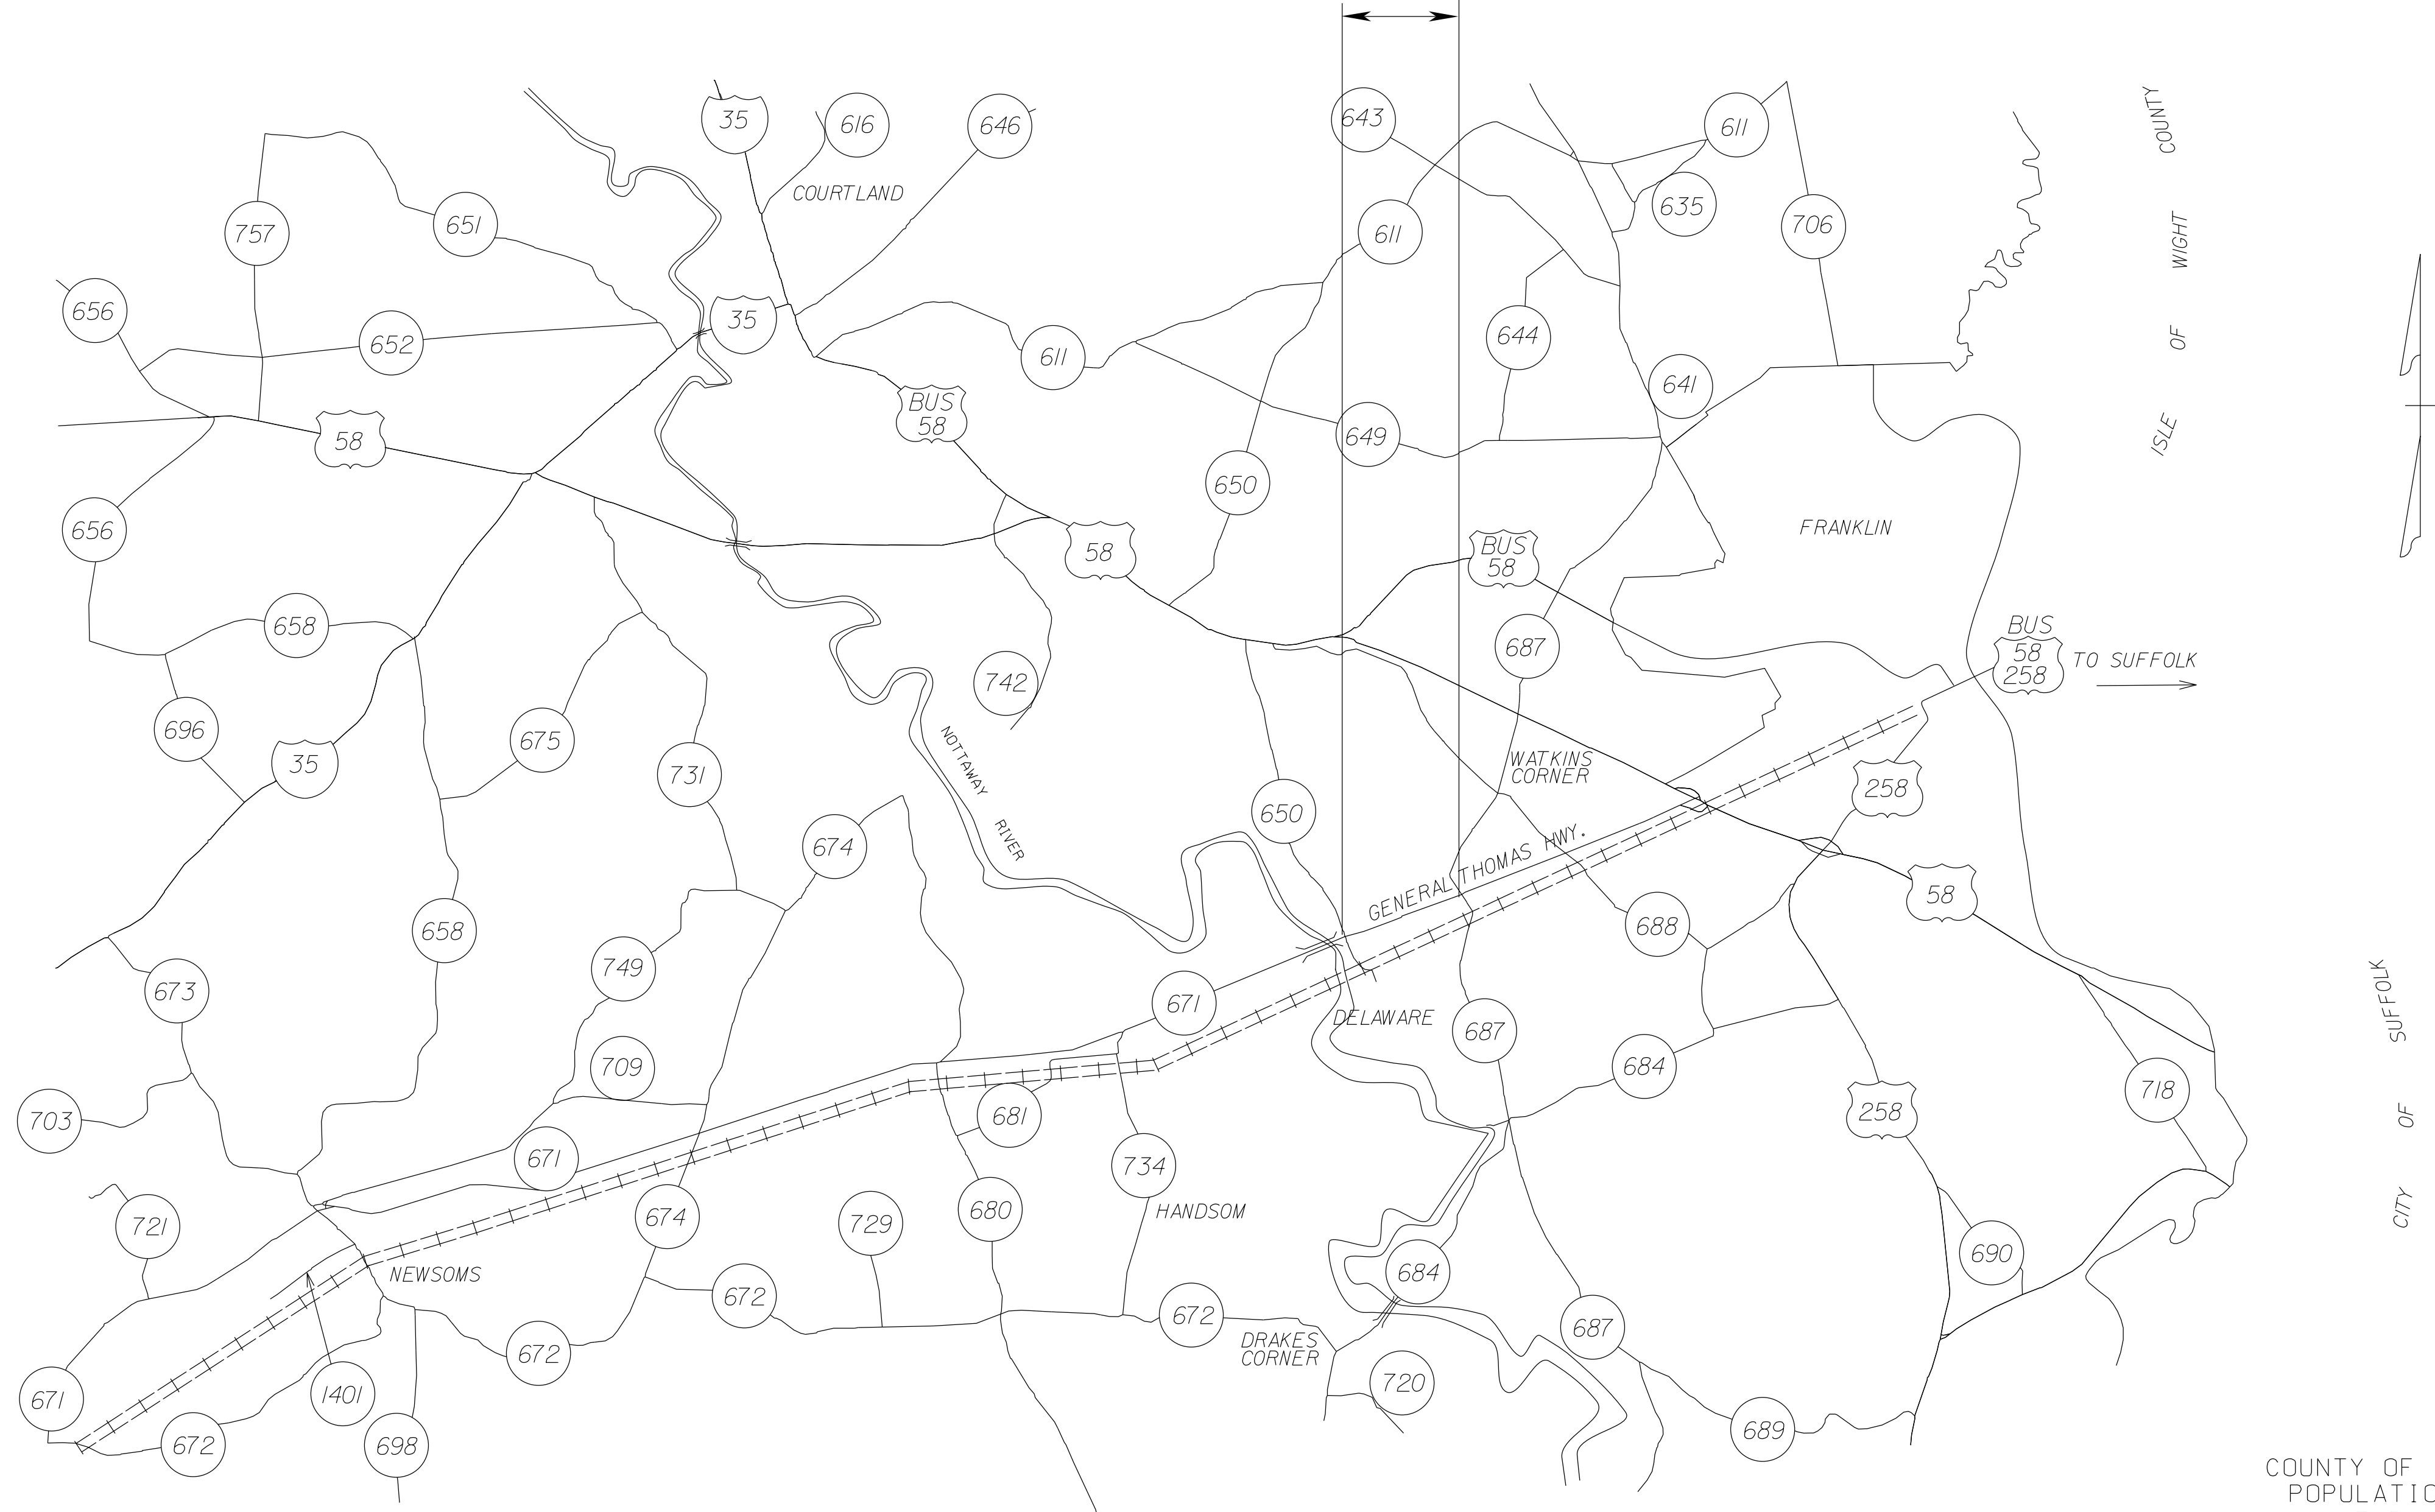 35
616
646
643
611
COUNTY
COURTLAND
651
757
635
611
706
WIGHT
656
35
652
611
644
OF
641
BUS
58
58
649
ISLE
650
656
FRANKLIN
58
BUS
58
658
687
BUS
58
258
TO SUFFOLK
742
696
675
NOTTAWAY
35
731
WATKINS
CORNER
258
650
674
RIVER
GENERAL THOMAS HWY.
58
658
688
749
673
SUFFOLK
671
DELAWARE
687
709
684
718
703
681
258
OF
671
734
CITY
721
674
729
680
HANDSOM
690
NEWSOMS
684
672
672
687
DRAKES
CORNER
672
671
1401
720
672
698
689
COUNTY OF
POPULATIO